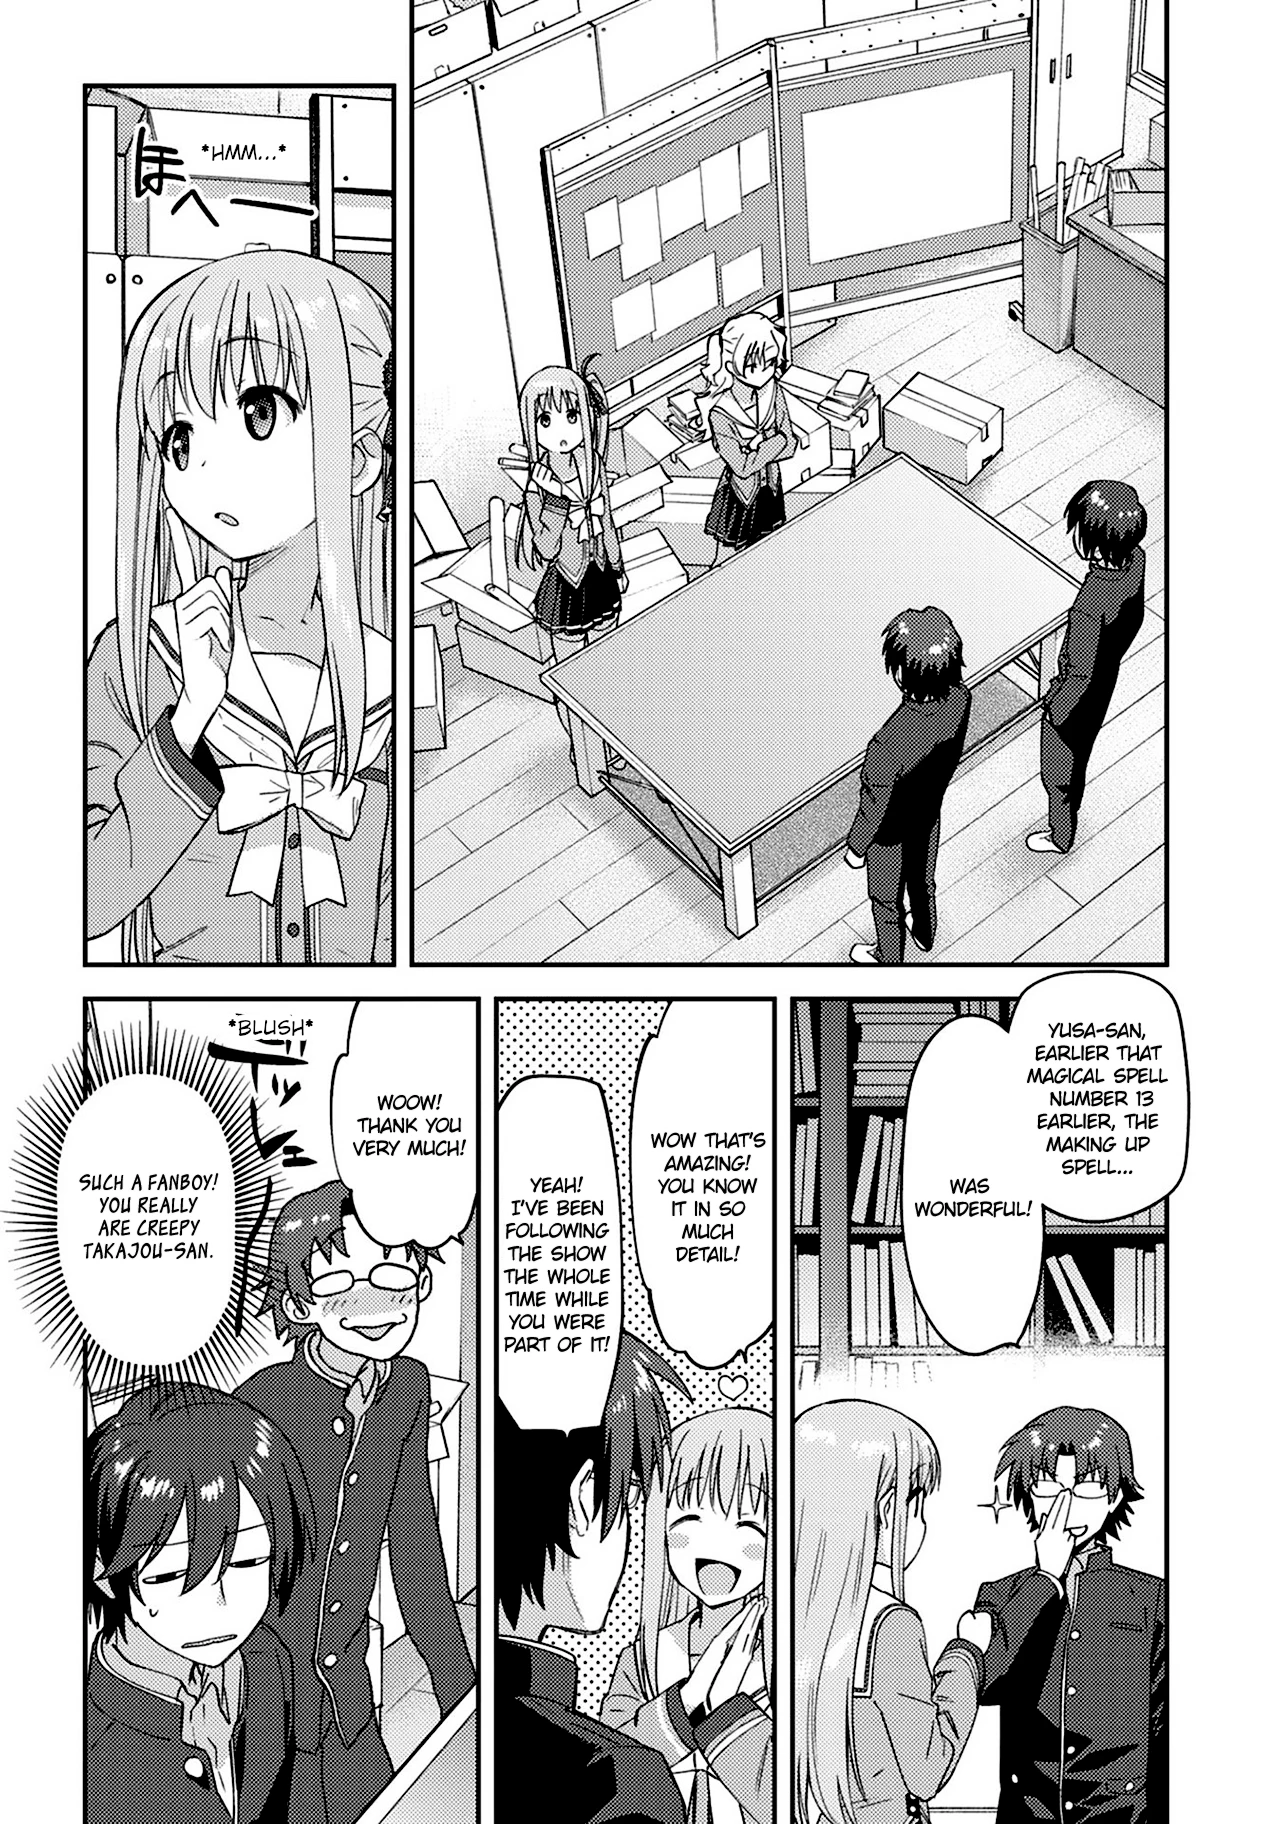 *HMM...*
ほへー
YUSA-SAN,
EARLIER THAT
MAGICAL SPELL
NUMBER 13
EARLIER, THE
MAKING UP
SPELL...
WAS
WONDERFUL!
WOW THAT'S
AMAZING!
YOU KNOW
IT IN SO
MUCH
DETAIL!
YEAH!
I'VE BEEN
FOLLOWING
THE SHOW
THE WHOLE
TIME WHILE
YOU WERE
PART OF IT!
WOOW!
THANK YOU
VERY MUCH!
*BLUSH*
SUCH A FANBOY!
YOU REALLY
ARE CREEPY
TAKAJOU-SAN.